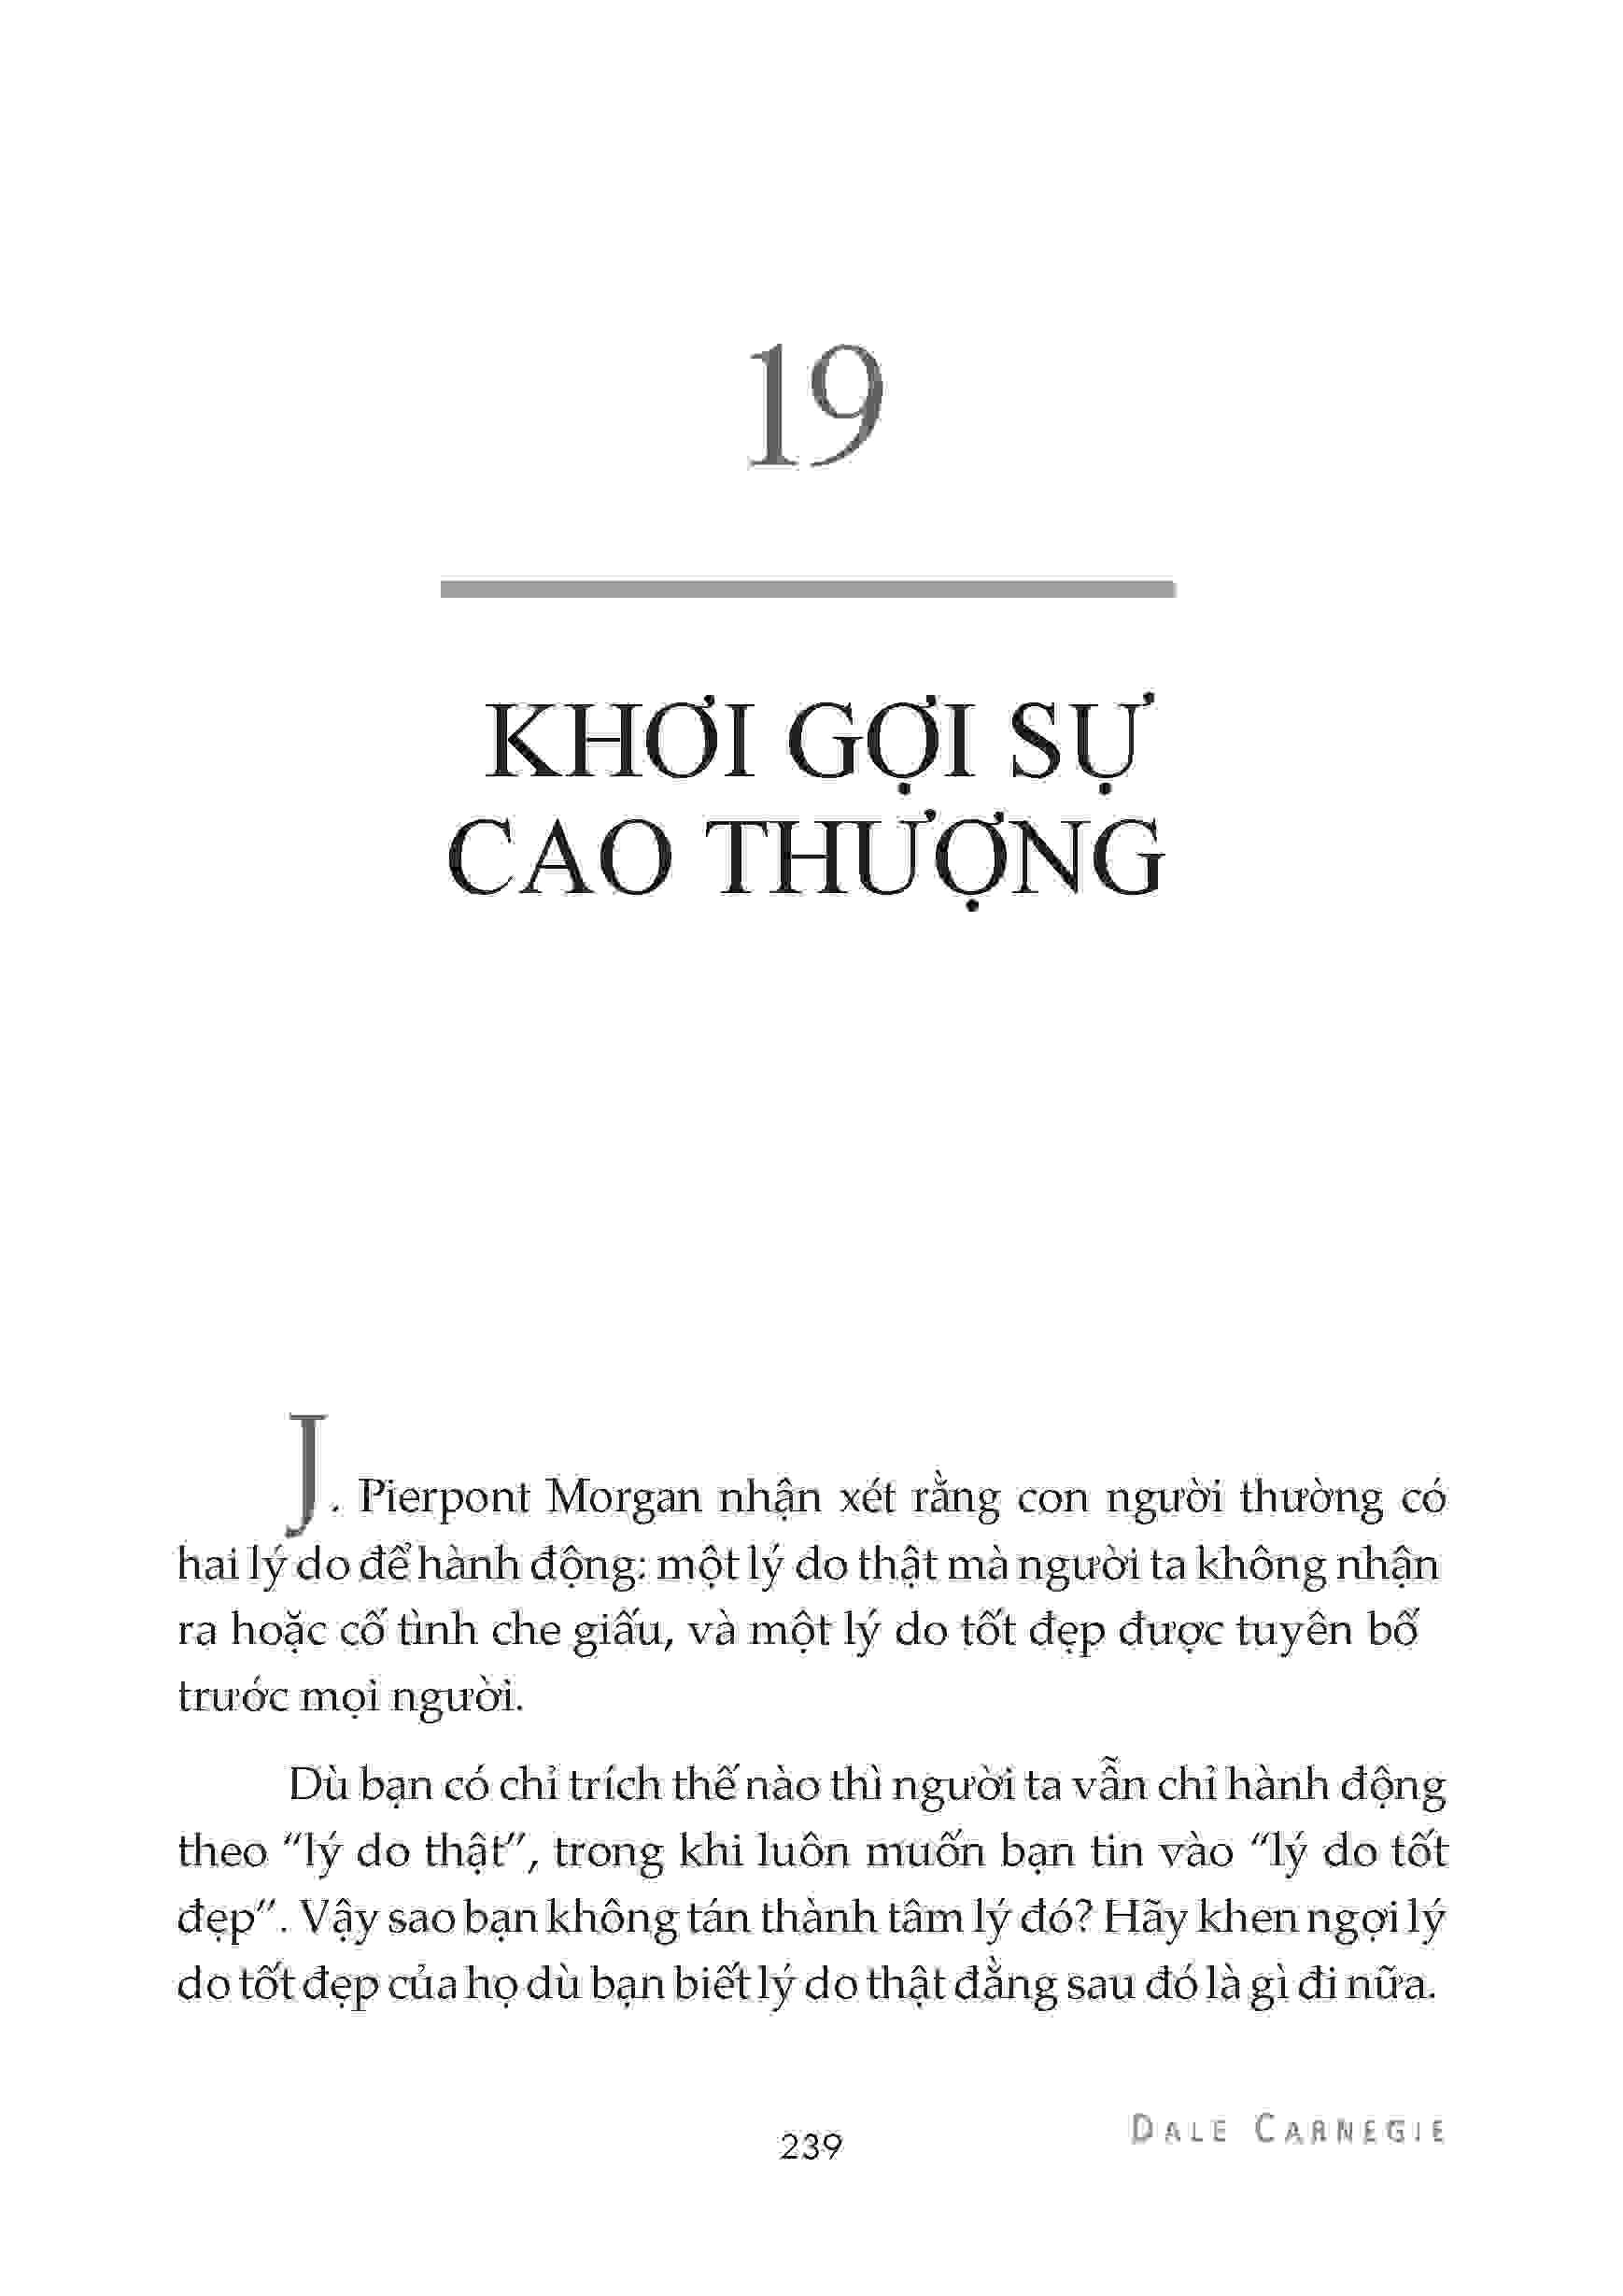 19
KHƠI GỢI SỰ
CAO THƯỢNG
J. Pierpont Morgan nhận xét rằng con người thường có
hai lý do để hành động: một lý do thật mà người ta không nhận
ra hoặc cố tình che giấu, và một lý do tốt đẹp được tuyên bố
trước mọi người.
Dù bạn có chỉ trích thế nào thì người ta vẫn chỉ hành động
theo “lý do thật”, trong khi luôn muốn bạn tin vào “lý do tốt
đẹp”. Vậy sao bạn không tán thành tâm lý đó? Hãy khen ngợi lý
do tốt đẹp của họ dù bạn biết lý do thật đằng sau đó là gì đi nữa.
239
DALE CARNEGIE